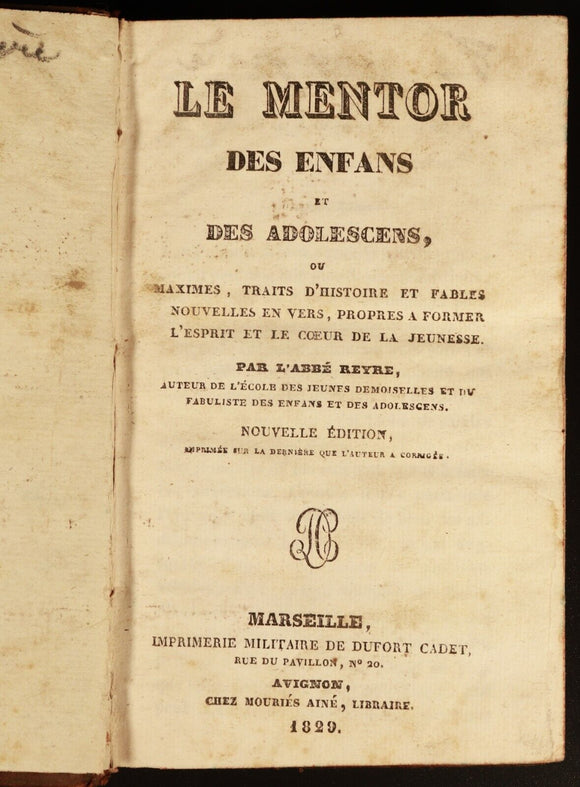 LE MENTOR
DES ENFANS
ET
DES ADOLESCENS,
OU
MAXIMES, TRAITS D'HISTOIRE ET FABLES
NOUVELLES EN VERS, PROPRES A FORMER
L'ESPRIT ET LE CŒUR DE LA JEUNESSE.
PAR L'ABBÉ REYRE,
AUTEUR DE L'ÉCOLE DES JEUNES DEMOISELLES ET DU
FABULISTE DES ENFANS ET DES ADOLESCENS.
NOUVELLE ÉDITION,
IMPRIMÉE SUR LA DERNIÈRE QUE L'AUTEUR A CORRIGÉE.
DC
MARSEILLE,
IMPRIMERIE MILITAIRE DE DUFORT CADET,
RUE DU PAVILLON, Nº 20.
AVIGNON,
CHEZ MOURIÉS AINÉ, LIBRAIRE.
1829.